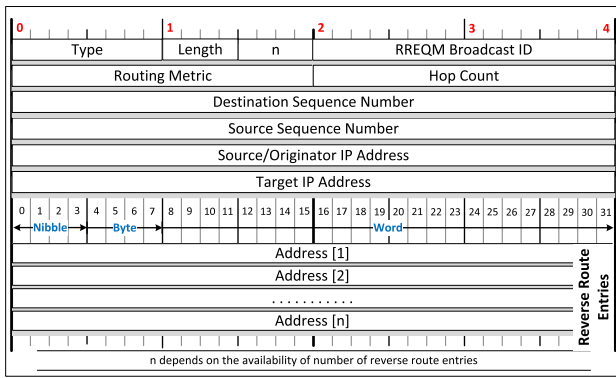 0 1 2 3 4
Type Length n RREQM Broadcast ID
Routing Metric Hop Count
Destination Sequence Number
Source Sequence Number
Source/Originator IP Address
Target IP Address
0 1 2 3 4 5 6 7 8 9 10 11 12 13 14 15 16 17 18 19 20 21 22 23 24 25 26 27 28 29 30 31
Nibble Byte Word
Address [1]
Address [2]
. . . . . . . . . . .
Address [n]
Reverse Route
Entries
n depends on the availability of number of reverse route entries